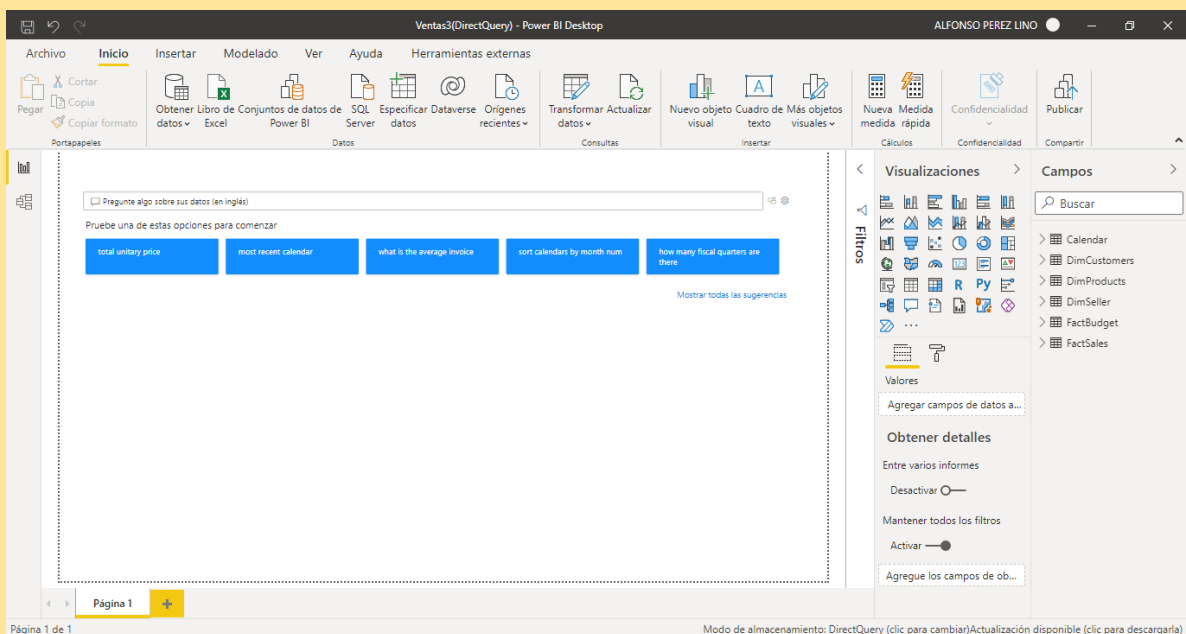 Ventas3(DirectQuery) - Power BI Desktop
ALFONSO PEREZ LINO
Archivo Inicio Insertar Modelado Ver Ayuda Herramientas externas
Pegar
Cortar
Copia
Copiar formato
Portapapeles
Obtener datos
Libro de Excel
Conjuntos de datos de Power BI
SQL Server
Especificar datos
Dataverse
Orígenes recientes
Datos
Transformar datos
Actualizar
Consultas
Nuevo objeto visual
Cuadro de texto
Más objetos visuales
Insertar
Nueva medida
Medida rápida
Cálculos
Confidencialidad
Confidencialidad
Publicar
Compartir
Pregunte algo sobre sus datos (en inglés)
Pruebe una de estas opciones para comenzar
total unitary price
most recent calendar
what is the average invoice
sort calendars by month num
how many fiscal quarters are
there
Mostrar todas las sugerencias
Filtros
Visualizaciones
123
R
Py
Valores
Agregar campos de datos a...
Obtener detalles
Entre varios informes
Desactivar
Mantener todos los filtros
Activar
Agregue los campos de ob...
Campos
Buscar
Calendar
DimCustomers
DimProducts
DimSeller
FactBudget
FactSales
Página 1
Página 1 de 1
Modo de almacenamiento: DirectQuery (clic para cambiar)Actualización disponible (clic para descargarla)